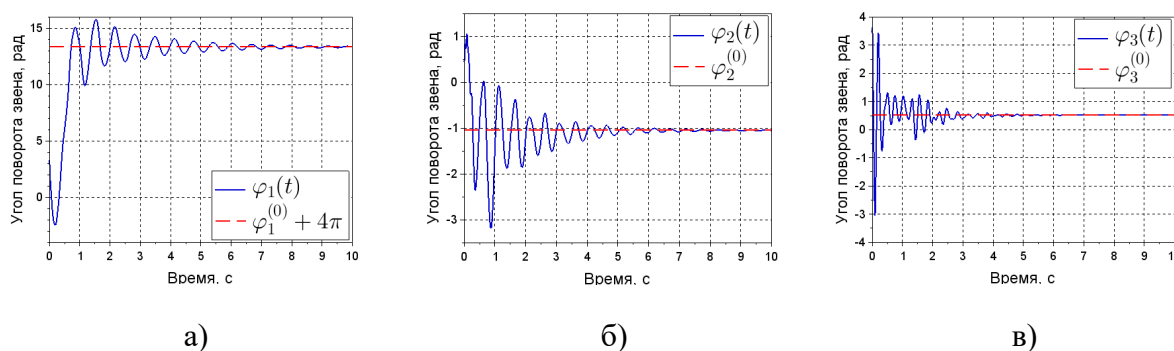 Угол поворота звена, рад
15
10
5
0
φ₁(t)
φ₁⁽⁰⁾ + 4π
0 1 2 3 4 5 6 7 8 9 10
Время, с
а)
Угол поворота звена, рад
1
0
-1
-2
-3
φ₂(t)
φ₂⁽⁰⁾
0 1 2 3 4 5 6 7 8 9 10
Время, с
б)
Угол поворота звена, рад
4
3
2
1
0
-1
-2
-3
-4
φ₃(t)
φ₃⁽⁰⁾
0 1 2 3 4 5 6 7 8 9 10
Время, с
в)